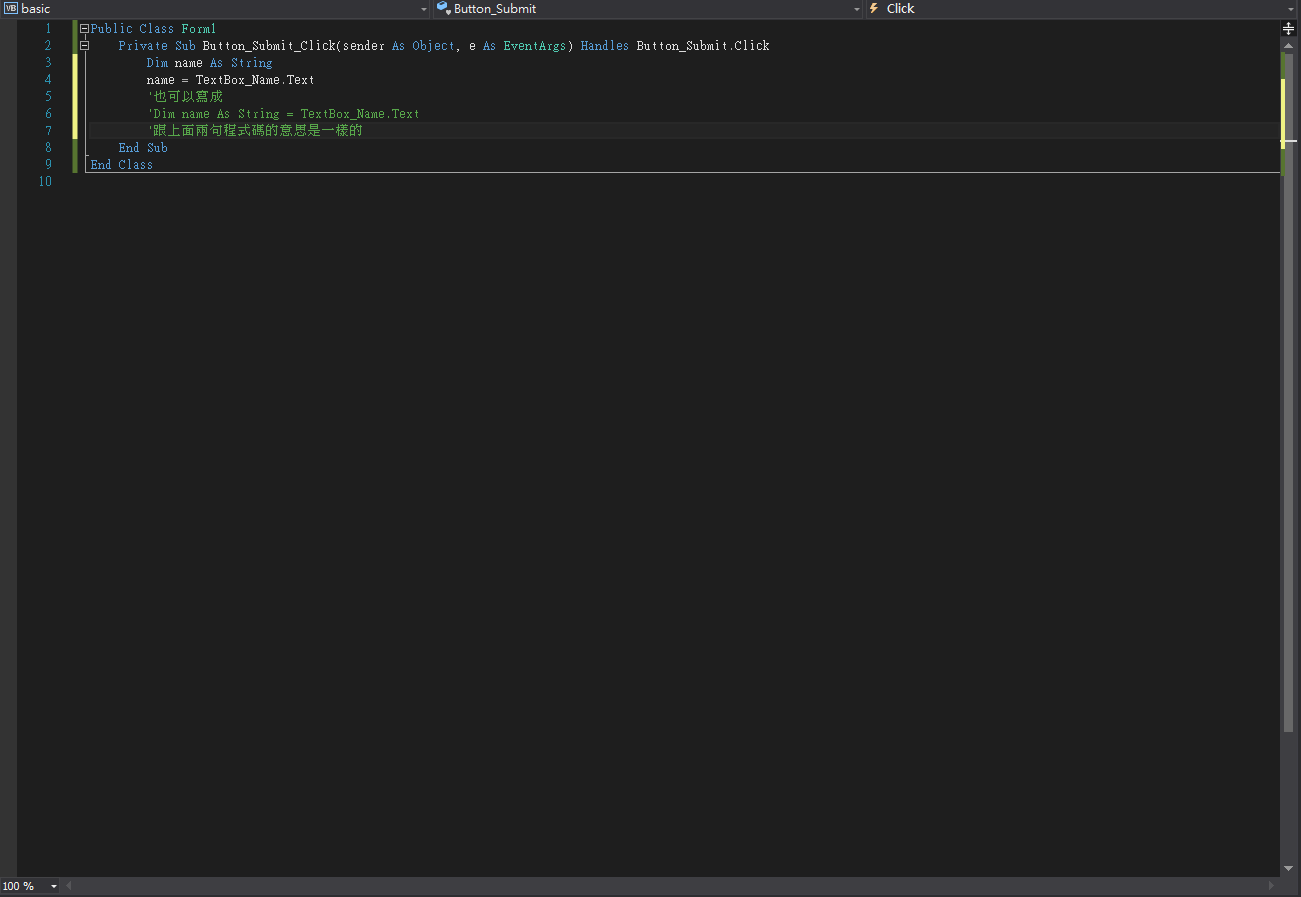 basic
Button_Submit
Click
1 Public Class Form1
2 Private Sub Button_Submit_Click(sender As Object, e As EventArgs) Handles Button_Submit.Click
3 Dim name As String
4 name = TextBox_Name.Text
5 '也可以寫成
6 'Dim name As String = TextBox_Name.Text
7 '跟上面兩句程式碼的意思是一樣的
8 End Sub
9 End Class
10
100 %